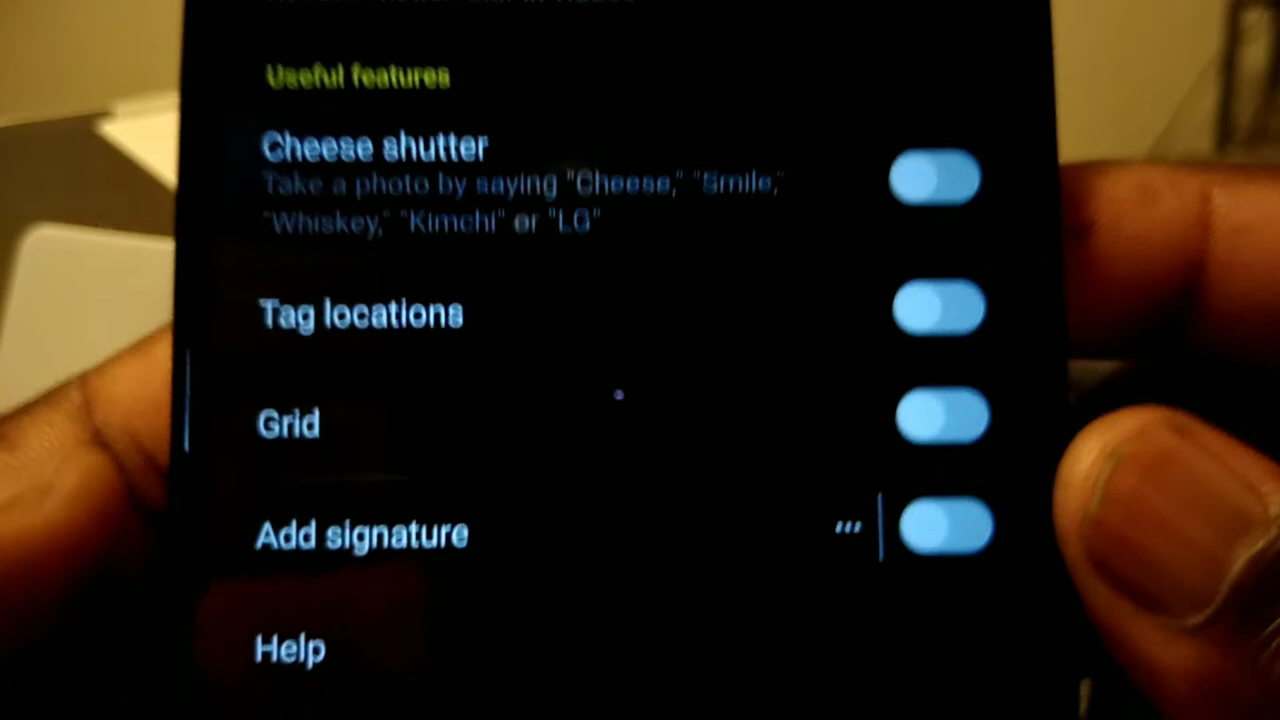 Useful features
Cheese shutter
Take a photo by saying "Cheese," "Smile,"
"Whiskey," "Kimchi" or "LG"
Tag locations
Grid
Add signature
Help